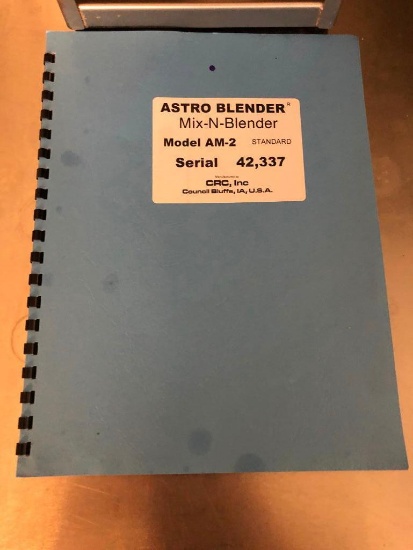 ASTRO BLENDER®
Mix-N-Blender
Model AM-2 STANDARD
Serial 42,337
Manufactured by
CRC, Inc
Council Bluffs, IA, U.S.A.